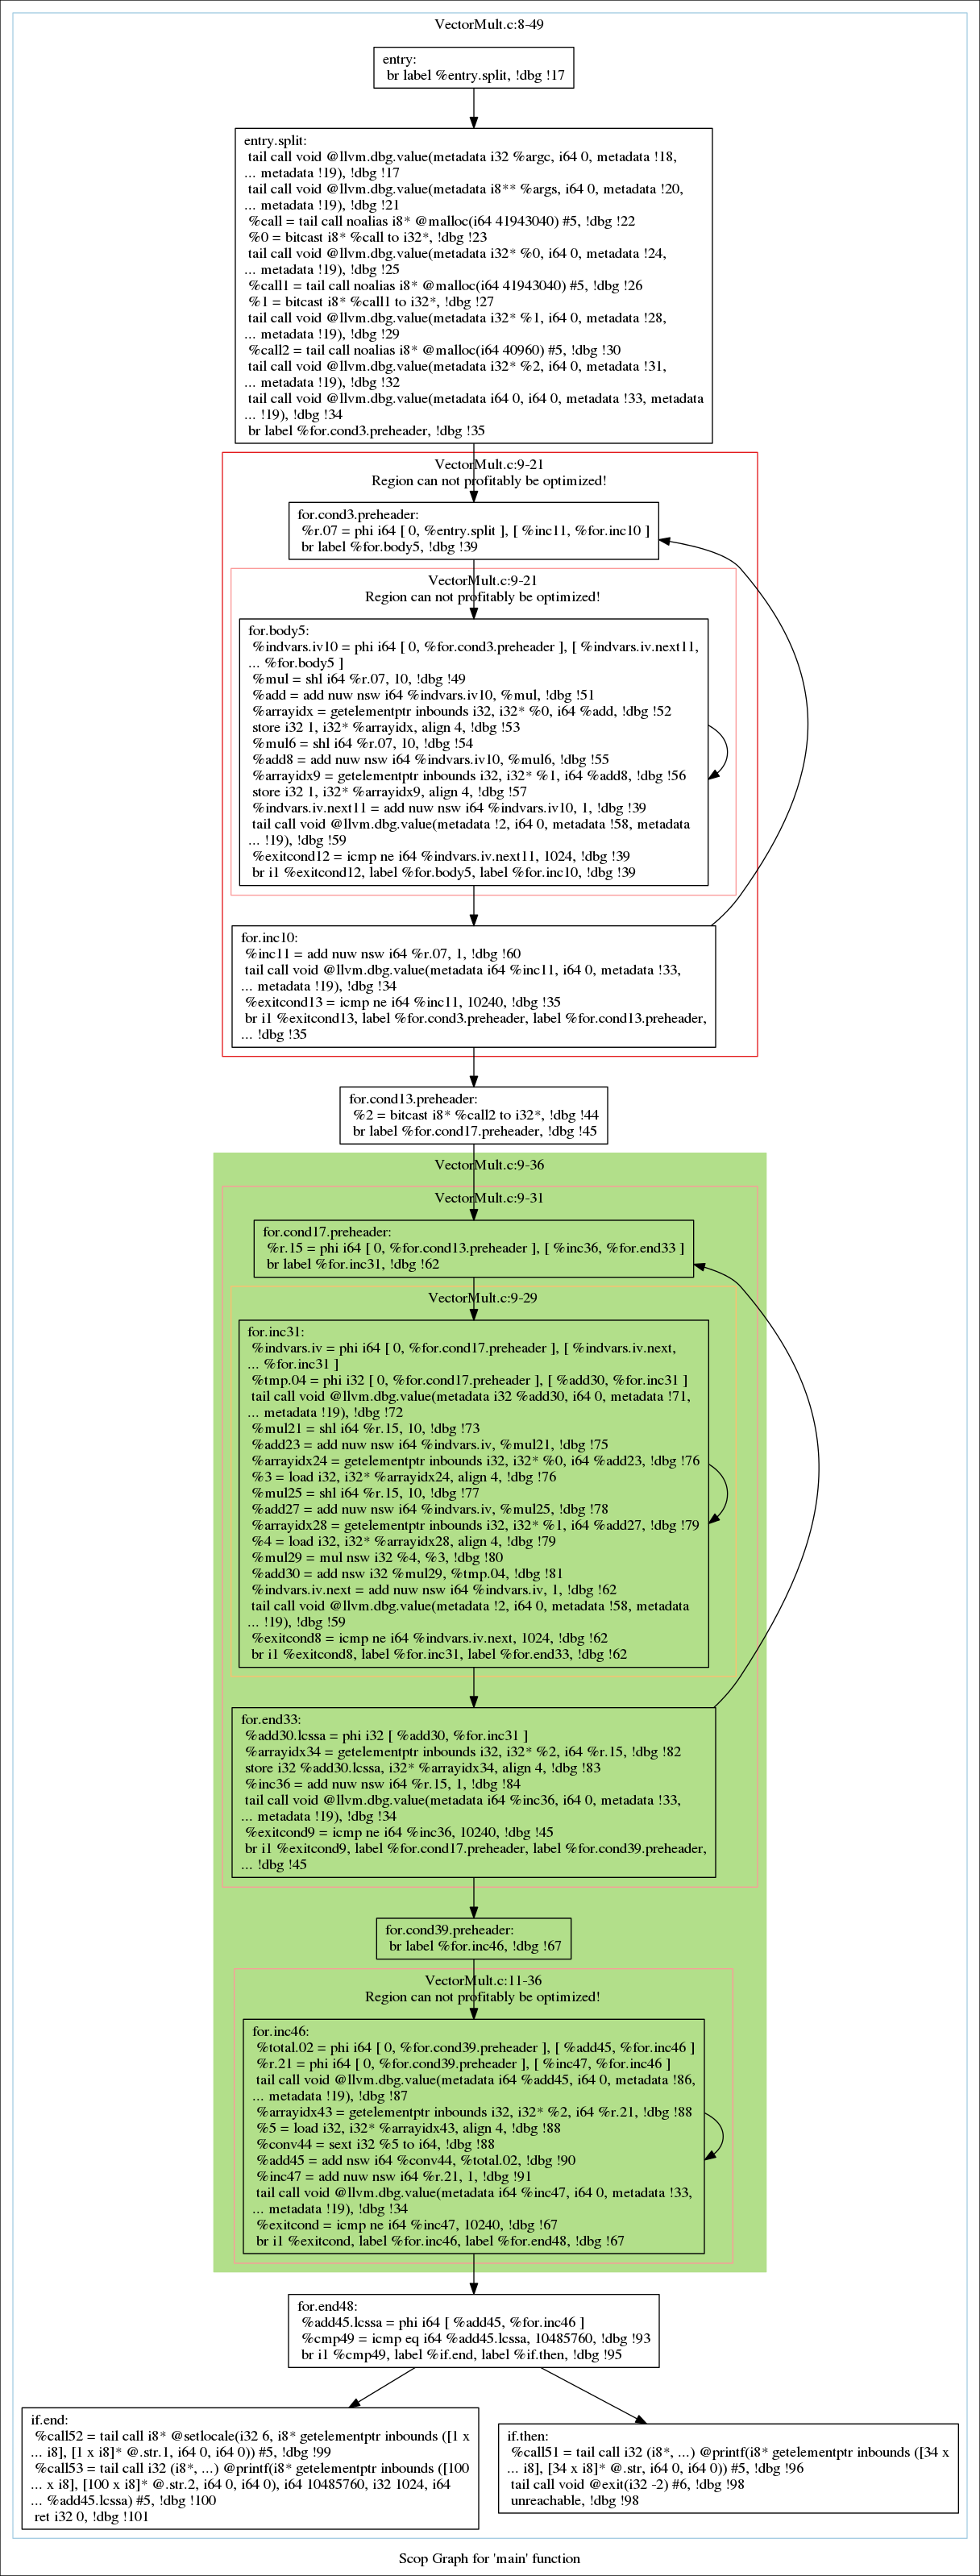 VectorMult.c:8-49
entry:
br label %entry.split, !dbg !17
entry.split:
tail call void @llvm.dbg.value(metadata i32 %argc, i64 0, metadata !18,
... metadata !19), !dbg !17
tail call void @llvm.dbg.value(metadata i8** %args, i64 0, metadata !20,
... metadata !19), !dbg !21
%call = tail call noalias i8* @malloc(i64 41943040) #5, !dbg !22
%0 = bitcast i8* %call to i32*, !dbg !23
tail call void @llvm.dbg.value(metadata i32* %0, i64 0, metadata !24,
... metadata !19), !dbg !25
%call1 = tail call noalias i8* @malloc(i64 41943040) #5, !dbg !26
%1 = bitcast i8* %call1 to i32*, !dbg !27
tail call void @llvm.dbg.value(metadata i32* %1, i64 0, metadata !28,
... metadata !19), !dbg !29
%call2 = tail call noalias i8* @malloc(i64 40960) #5, !dbg !30
tail call void @llvm.dbg.value(metadata i32* %2, i64 0, metadata !31,
... metadata !19), !dbg !32
tail call void @llvm.dbg.value(metadata i64 0, i64 0, metadata !33, metadata
... !19), !dbg !34
br label %for.cond3.preheader, !dbg !35
VectorMult.c:9-21
Region can not profitably be optimized!
for.cond3.preheader:
%r.07 = phi i64 [ 0, %entry.split ], [ %inc11, %for.inc10 ]
br label %for.body5, !dbg !39
VectorMult.c:9-21
Region can not profitably be optimized!
for.body5:
%indvars.iv10 = phi i64 [ 0, %for.cond3.preheader ], [ %indvars.iv.next11,
... %for.body5 ]
%mul = shl i64 %r.07, 10, !dbg !49
%add = add nuw nsw i64 %indvars.iv10, %mul, !dbg !51
%arrayidx = getelementptr inbounds i32, i32* %0, i64 %add, !dbg !52
store i32 1, i32* %arrayidx, align 4, !dbg !53
%mul6 = shl i64 %r.07, 10, !dbg !54
%add8 = add nuw nsw i64 %indvars.iv10, %mul6, !dbg !55
%arrayidx9 = getelementptr inbounds i32, i32* %1, i64 %add8, !dbg !56
store i32 1, i32* %arrayidx9, align 4, !dbg !57
%indvars.iv.next11 = add nuw nsw i64 %indvars.iv10, 1, !dbg !39
tail call void @llvm.dbg.value(metadata !2, i64 0, metadata !58, metadata
... !19), !dbg !59
%exitcond12 = icmp ne i64 %indvars.iv.next11, 1024, !dbg !39
br i1 %exitcond12, label %for.body5, label %for.inc10, !dbg !39
for.inc10:
%inc11 = add nuw nsw i64 %r.07, 1, !dbg !60
tail call void @llvm.dbg.value(metadata i64 %inc11, i64 0, metadata !33,
... metadata !19), !dbg !34
%exitcond13 = icmp ne i64 %inc11, 10240, !dbg !35
br i1 %exitcond13, label %for.cond3.preheader, label %for.cond13.preheader,
... !dbg !35
for.cond13.preheader:
%2 = bitcast i8* %call2 to i32*, !dbg !44
br label %for.cond17.preheader, !dbg !45
VectorMult.c:9-36
VectorMult.c:9-31
for.cond17.preheader:
%r.15 = phi i64 [ 0, %for.cond13.preheader ], [ %inc36, %for.end33 ]
br label %for.inc31, !dbg !62
VectorMult.c:9-29
for.inc31:
%indvars.iv = phi i64 [ 0, %for.cond17.preheader ], [ %indvars.iv.next,
... %for.inc31 ]
%tmp.04 = phi i32 [ 0, %for.cond17.preheader ], [ %add30, %for.inc31 ]
tail call void @llvm.dbg.value(metadata i32 %add30, i64 0, metadata !71,
... metadata !19), !dbg !72
%mul21 = shl i64 %r.15, 10, !dbg !73
%add23 = add nuw nsw i64 %indvars.iv, %mul21, !dbg !75
%arrayidx24 = getelementptr inbounds i32, i32* %0, i64 %add23, !dbg !76
%3 = load i32, i32* %arrayidx24, align 4, !dbg !76
%mul25 = shl i64 %r.15, 10, !dbg !77
%add27 = add nuw nsw i64 %indvars.iv, %mul25, !dbg !78
%arrayidx28 = getelementptr inbounds i32, i32* %1, i64 %add27, !dbg !79
%4 = load i32, i32* %arrayidx28, align 4, !dbg !79
%mul29 = mul nsw i32 %4, %3, !dbg !80
%add30 = add nsw i32 %mul29, %tmp.04, !dbg !81
%indvars.iv.next = add nuw nsw i64 %indvars.iv, 1, !dbg !62
tail call void @llvm.dbg.value(metadata !2, i64 0, metadata !58, metadata
... !19), !dbg !59
%exitcond8 = icmp ne i64 %indvars.iv.next, 1024, !dbg !62
br i1 %exitcond8, label %for.inc31, label %for.end33, !dbg !62
for.end33:
%add30.lcssa = phi i32 [ %add30, %for.inc31 ]
%arrayidx34 = getelementptr inbounds i32, i32* %2, i64 %r.15, !dbg !82
store i32 %add30.lcssa, i32* %arrayidx34, align 4, !dbg !83
%inc36 = add nuw nsw i64 %r.15, 1, !dbg !84
tail call void @llvm.dbg.value(metadata i64 %inc36, i64 0, metadata !33,
... metadata !19), !dbg !34
%exitcond9 = icmp ne i64 %inc36, 10240, !dbg !45
br i1 %exitcond9, label %for.cond17.preheader, label %for.cond39.preheader,
... !dbg !45
for.cond39.preheader:
br label %for.inc46, !dbg !67
VectorMult.c:11-36
Region can not profitably be optimized!
for.inc46:
%total.02 = phi i64 [ 0, %for.cond39.preheader ], [ %add45, %for.inc46 ]
%r.21 = phi i64 [ 0, %for.cond39.preheader ], [ %inc47, %for.inc46 ]
tail call void @llvm.dbg.value(metadata i64 %add45, i64 0, metadata !86,
... metadata !19), !dbg !87
%arrayidx43 = getelementptr inbounds i32, i32* %2, i64 %r.21, !dbg !88
%5 = load i32, i32* %arrayidx43, align 4, !dbg !88
%conv44 = sext i32 %5 to i64, !dbg !88
%add45 = add nsw i64 %conv44, %total.02, !dbg !90
%inc47 = add nuw nsw i64 %r.21, 1, !dbg !91
tail call void @llvm.dbg.value(metadata i64 %inc47, i64 0, metadata !33,
... metadata !19), !dbg !34
%exitcond = icmp ne i64 %inc47, 10240, !dbg !67
br i1 %exitcond, label %for.inc46, label %for.end48, !dbg !67
for.end48:
%add45.lcssa = phi i64 [ %add45, %for.inc46 ]
%cmp49 = icmp eq i64 %add45.lcssa, 10485760, !dbg !93
br i1 %cmp49, label %if.end, label %if.then, !dbg !95
if.end:
%call52 = tail call i8* @setlocale(i32 6, i8* getelementptr inbounds ([1 x
... i8], [1 x i8]* @.str.1, i64 0, i64 0)) #5, !dbg !99
%call53 = tail call i32 (i8*, ...) @printf(i8* getelementptr inbounds ([100
... x i8], [100 x i8]* @.str.2, i64 0, i64 0), i64 10485760, i32 1024, i64
... %add45.lcssa) #5, !dbg !100
ret i32 0, !dbg !101
if.then:
%call51 = tail call i32 (i8*, ...) @printf(i8* getelementptr inbounds ([34 x
... i8], [34 x i8]* @.str, i64 0, i64 0)) #5, !dbg !96
tail call void @exit(i32 -2) #6, !dbg !98
unreachable, !dbg !98
Scop Graph for 'main' function